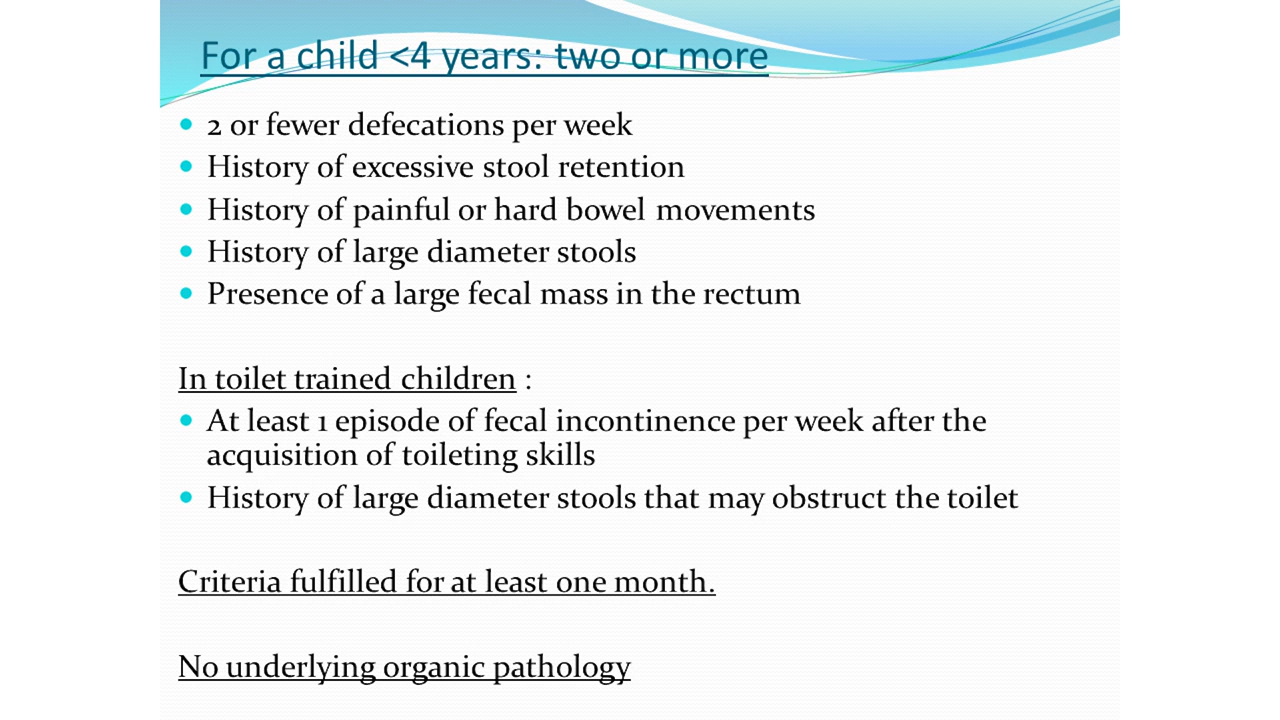 For a child <4 years: two or more
• 2 or fewer defecations per week
• History of excessive stool retention
• History of painful or hard bowel movements
• History of large diameter stools
• Presence of a large fecal mass in the rectum
In toilet trained children :
• At least 1 episode of fecal incontinence per week after the
acquisition of toileting skills
• History of large diameter stools that may obstruct the toilet
Criteria fulfilled for at least one month.
No underlying organic pathology